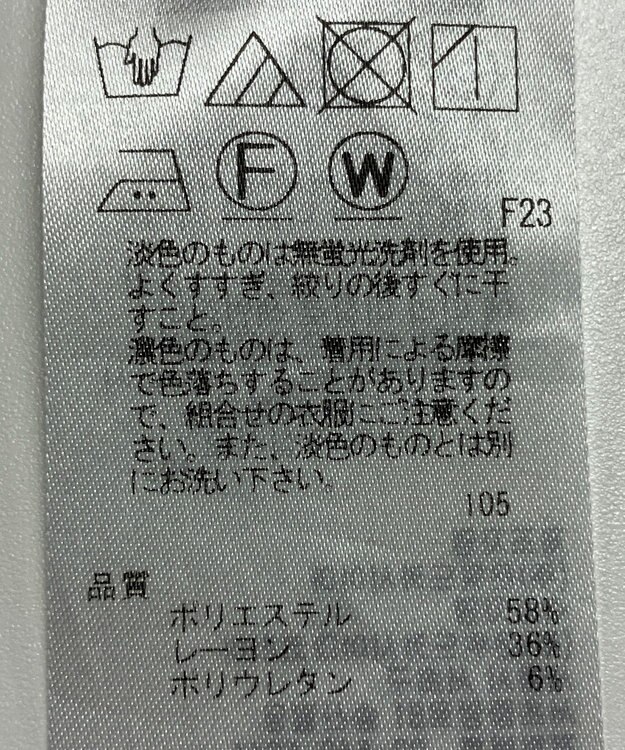 F
W
F23
淡色のものは無蛍光洗剤を使用。
よくすすぎ、絞りの後すぐに干
すこと。
濃色のものは、着用による摩擦
で色落ちすることがありますの
で、組合せの衣服にご注意くだ
さい。また、淡色のものとは別
にお洗い下さい。
105
品質
ポリエステル 58%
レーヨン 36%
ポリウレタン 6%